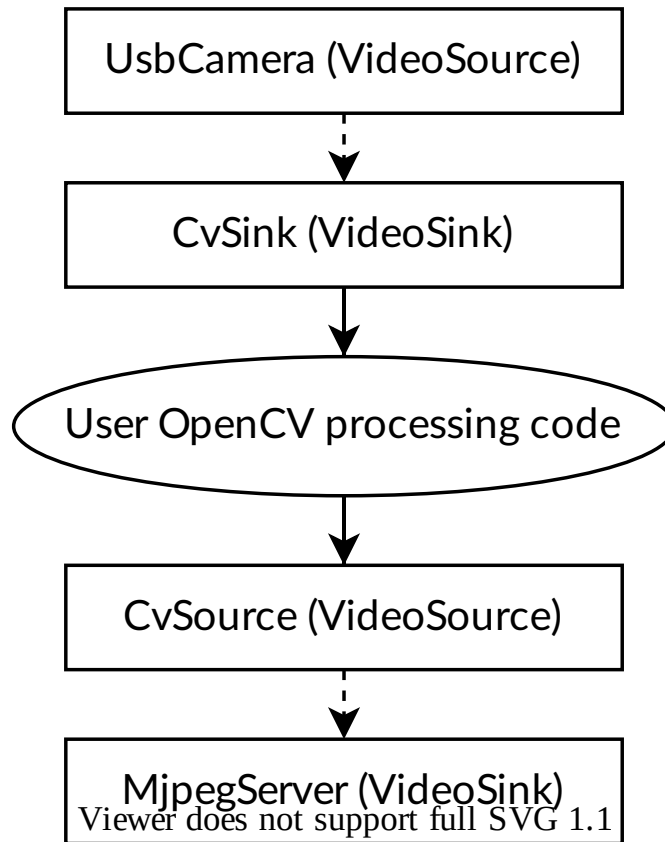 UsbCamera (VideoSource)
CvSink (VideoSink)
User OpenCV processing code
CvSource (VideoSource)
MjpegServer (VideoSink)
Viewer does not support full SVG 1.1